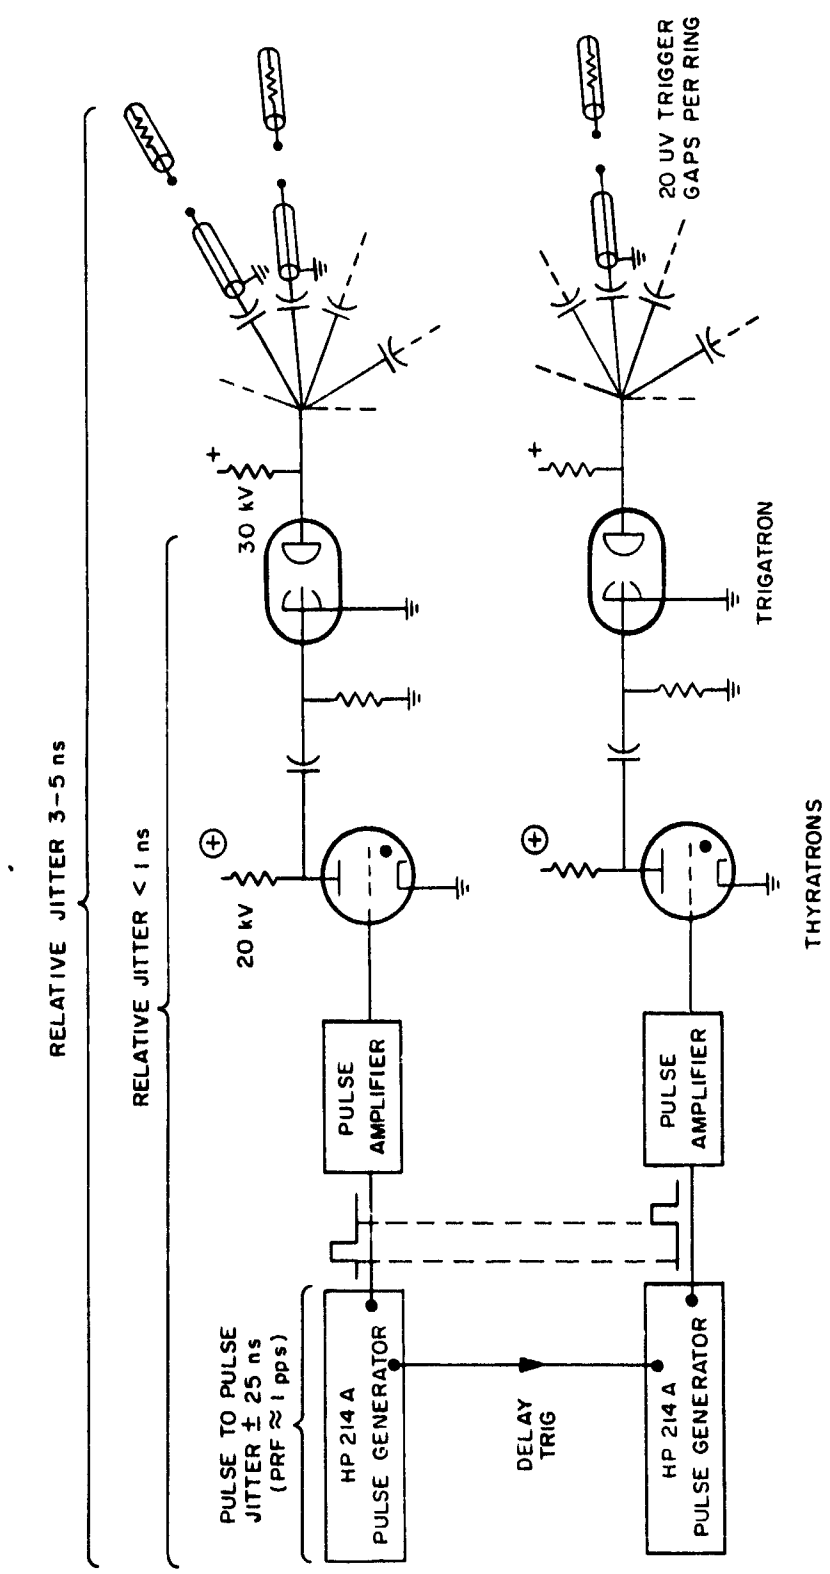 RELATIVE JITTER 3-5 ns
RELATIVE JITTER < 1 ns
PULSE TO PULSE
JITTER ± 25 ns
(PRF ≈ 1 pps)
HP 214 A
PULSE GENERATOR
PULSE
AMPLIFIER
20 kV
+
30 kV
+
DELAY
TRIG
HP 214 A
PULSE GENERATOR
PULSE
AMPLIFIER
+
+
THYRATRONS
TRIGATRON
20 UV TRIGGER
GAPS PER RING